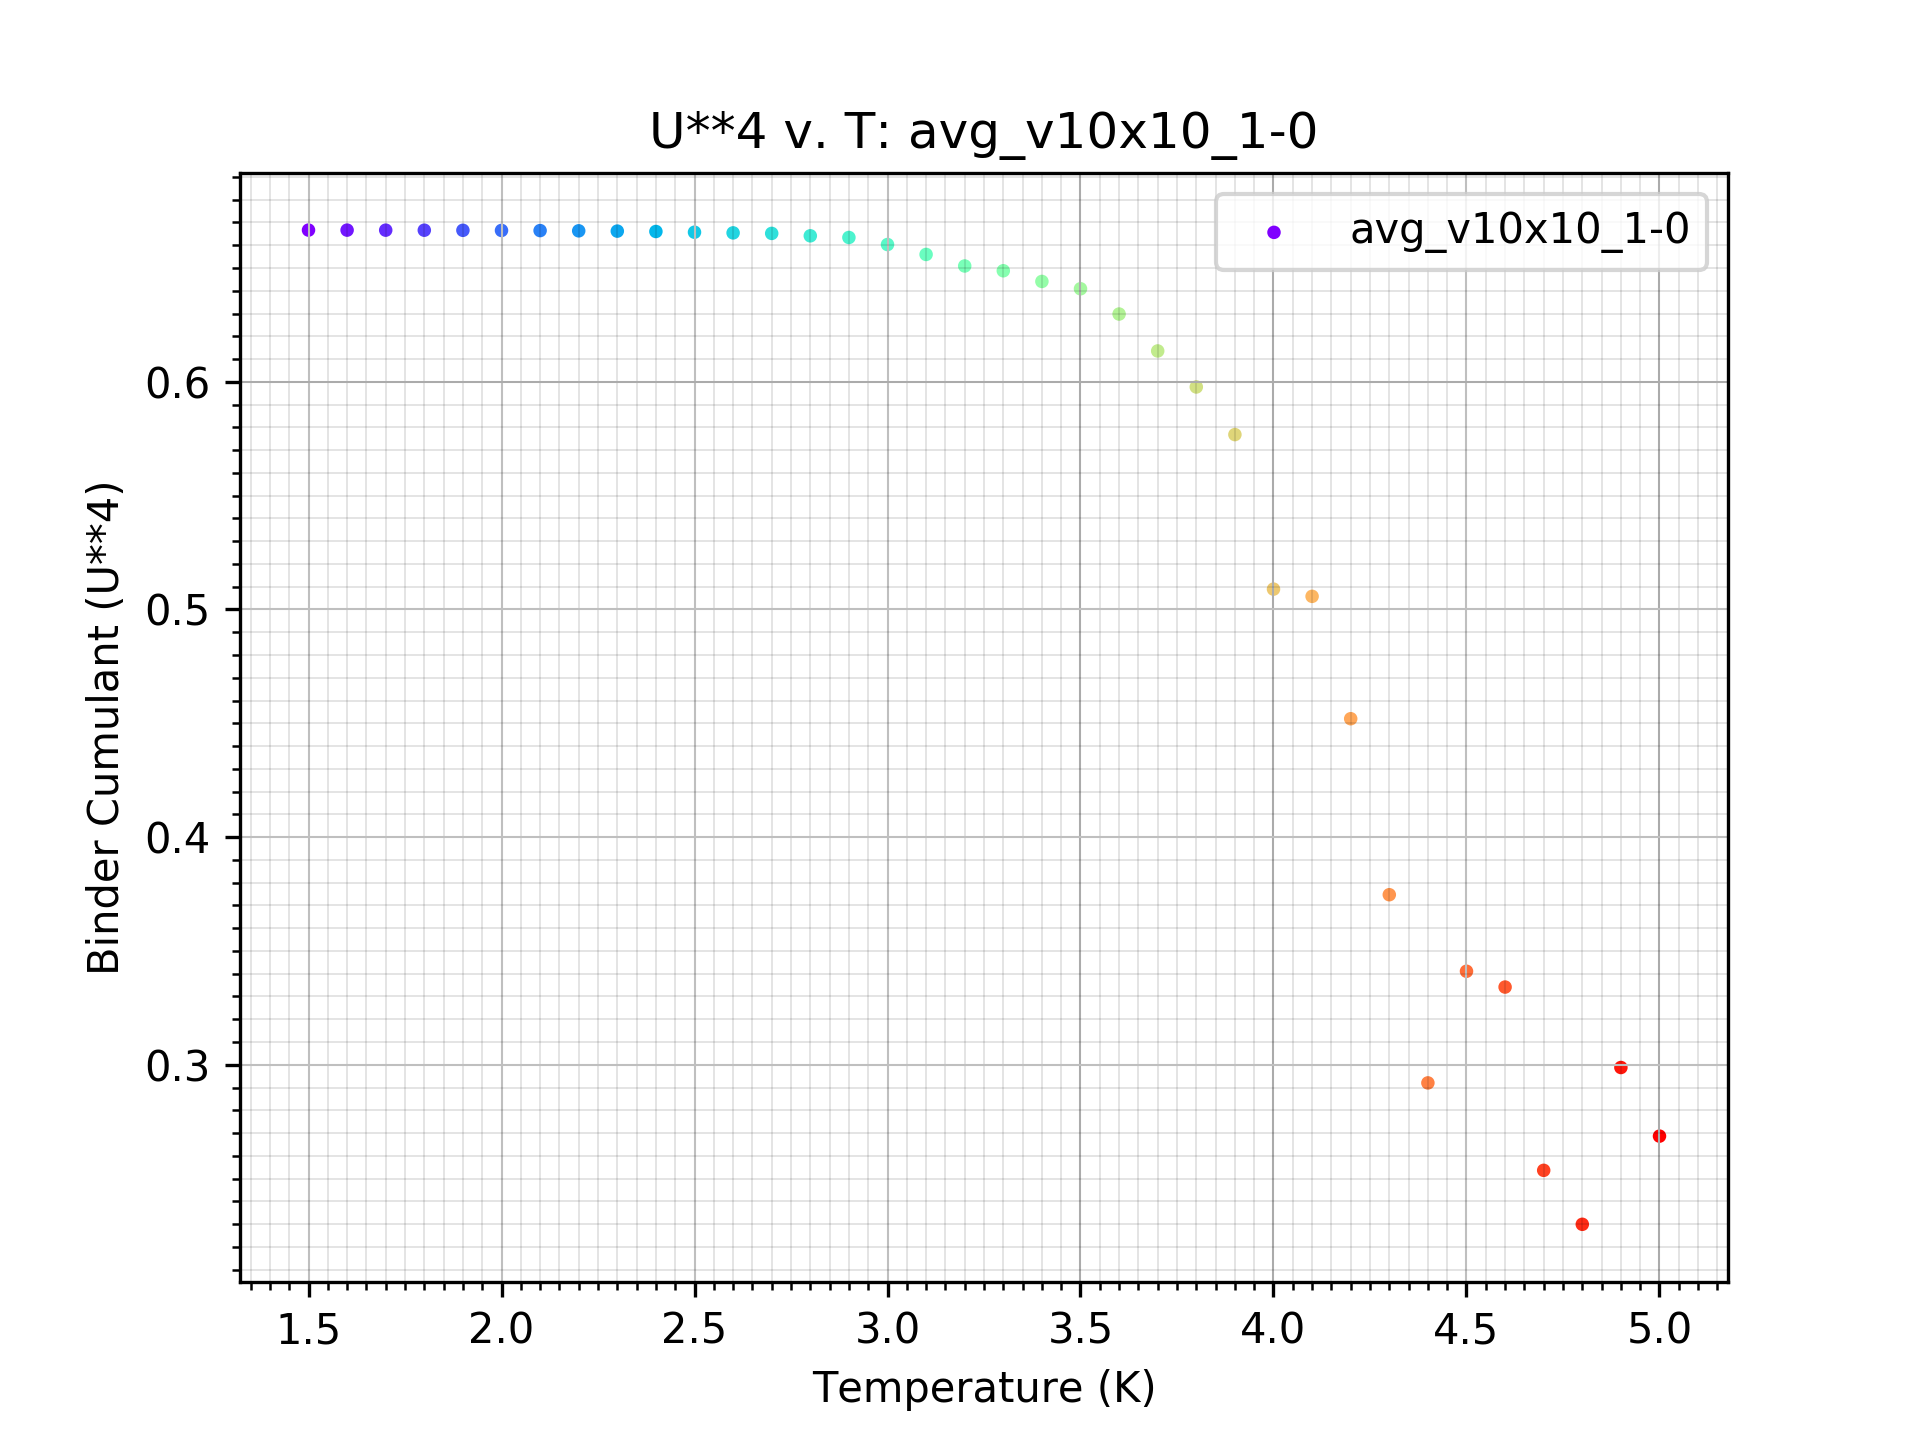 U**4 v. T: avg_v10x10_1-0
avg_v10x10_1-0
Binder Cumulant (U**4)
0.6
0.5
0.4
0.3
1.5 2.0 2.5 3.0 3.5 4.0 4.5 5.0
Temperature (K)